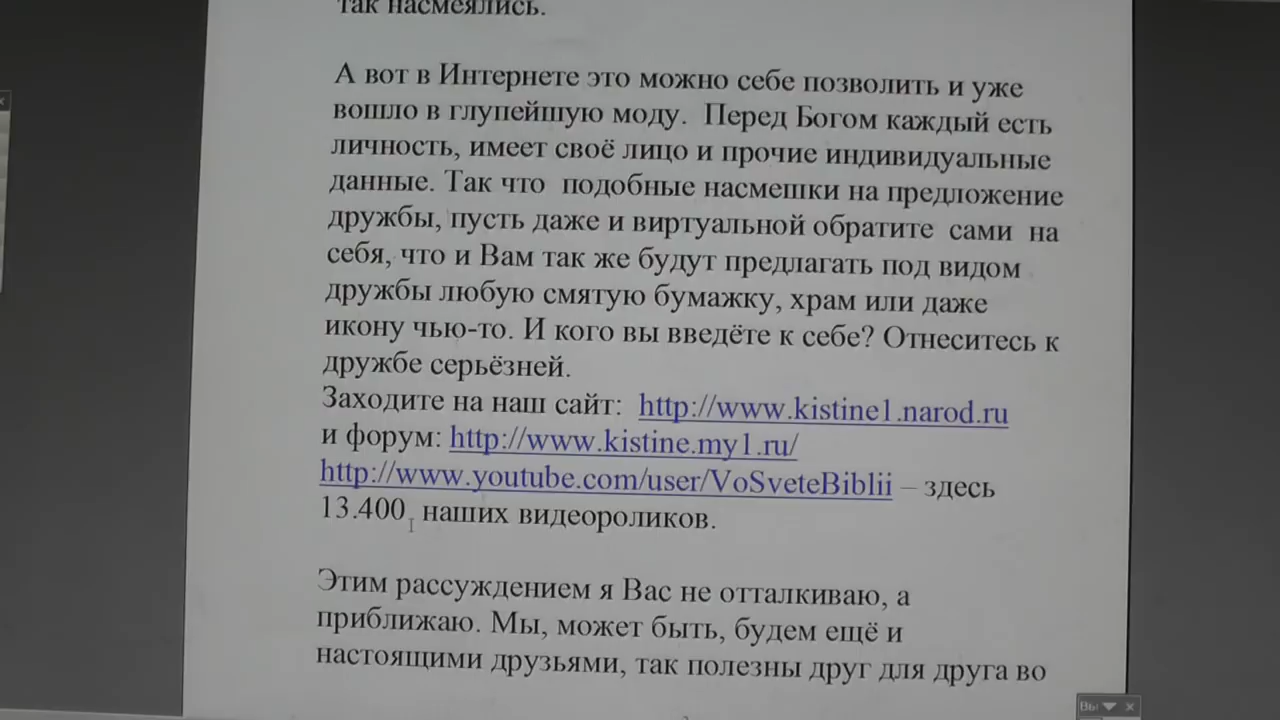 так насмеялись.
А вот в Интернете это можно себе позволить и уже
вошло в глупейшую моду. Перед Богом каждый есть
личность, имеет своё лицо и прочие индивидуальные
данные. Так что подобные насмешки на предложение
дружбы, пусть даже и виртуальной обратите сами на
себя, что и Вам так же будут предлагать под видом
дружбы любую смятую бумажку, храм или даже
икону чью-то. И кого вы введёте к себе? Отнеситесь к
дружбе серьёзней.
Заходите на наш сайт: http://www.kistine1.narod.ru
и форум: http://www.kistine.my1.ru/
http://www.youtube.com/user/VoSveteBiblii – здесь
13.400 наших видеороликов.
Этим рассуждением я Вас не отталкиваю, а
приближаю. Мы, может быть, будем ещё и
настоящими друзьями, так полезны друг для друга во
Вы